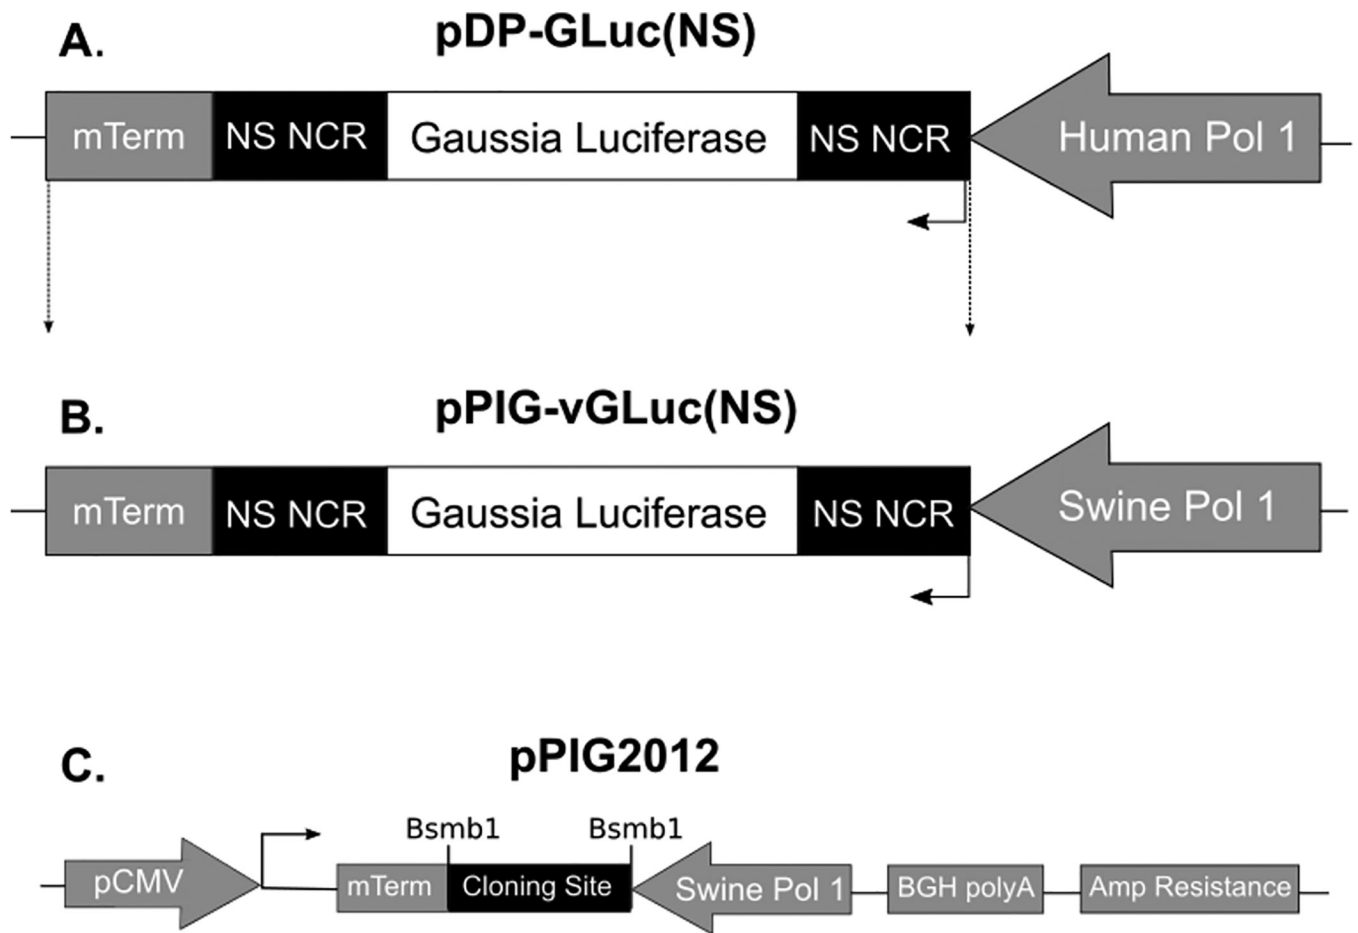 A. pDP-GLuc(NS)
mTerm NS NCR Gaussia Luciferase NS NCR Human Pol 1
B. pPIG-vGLuc(NS)
mTerm NS NCR Gaussia Luciferase NS NCR Swine Pol 1
C. pPIG2012
Bsmb1 Bsmb1
pCMV mTerm Cloning Site Swine Pol 1 BGH polyA Amp Resistance